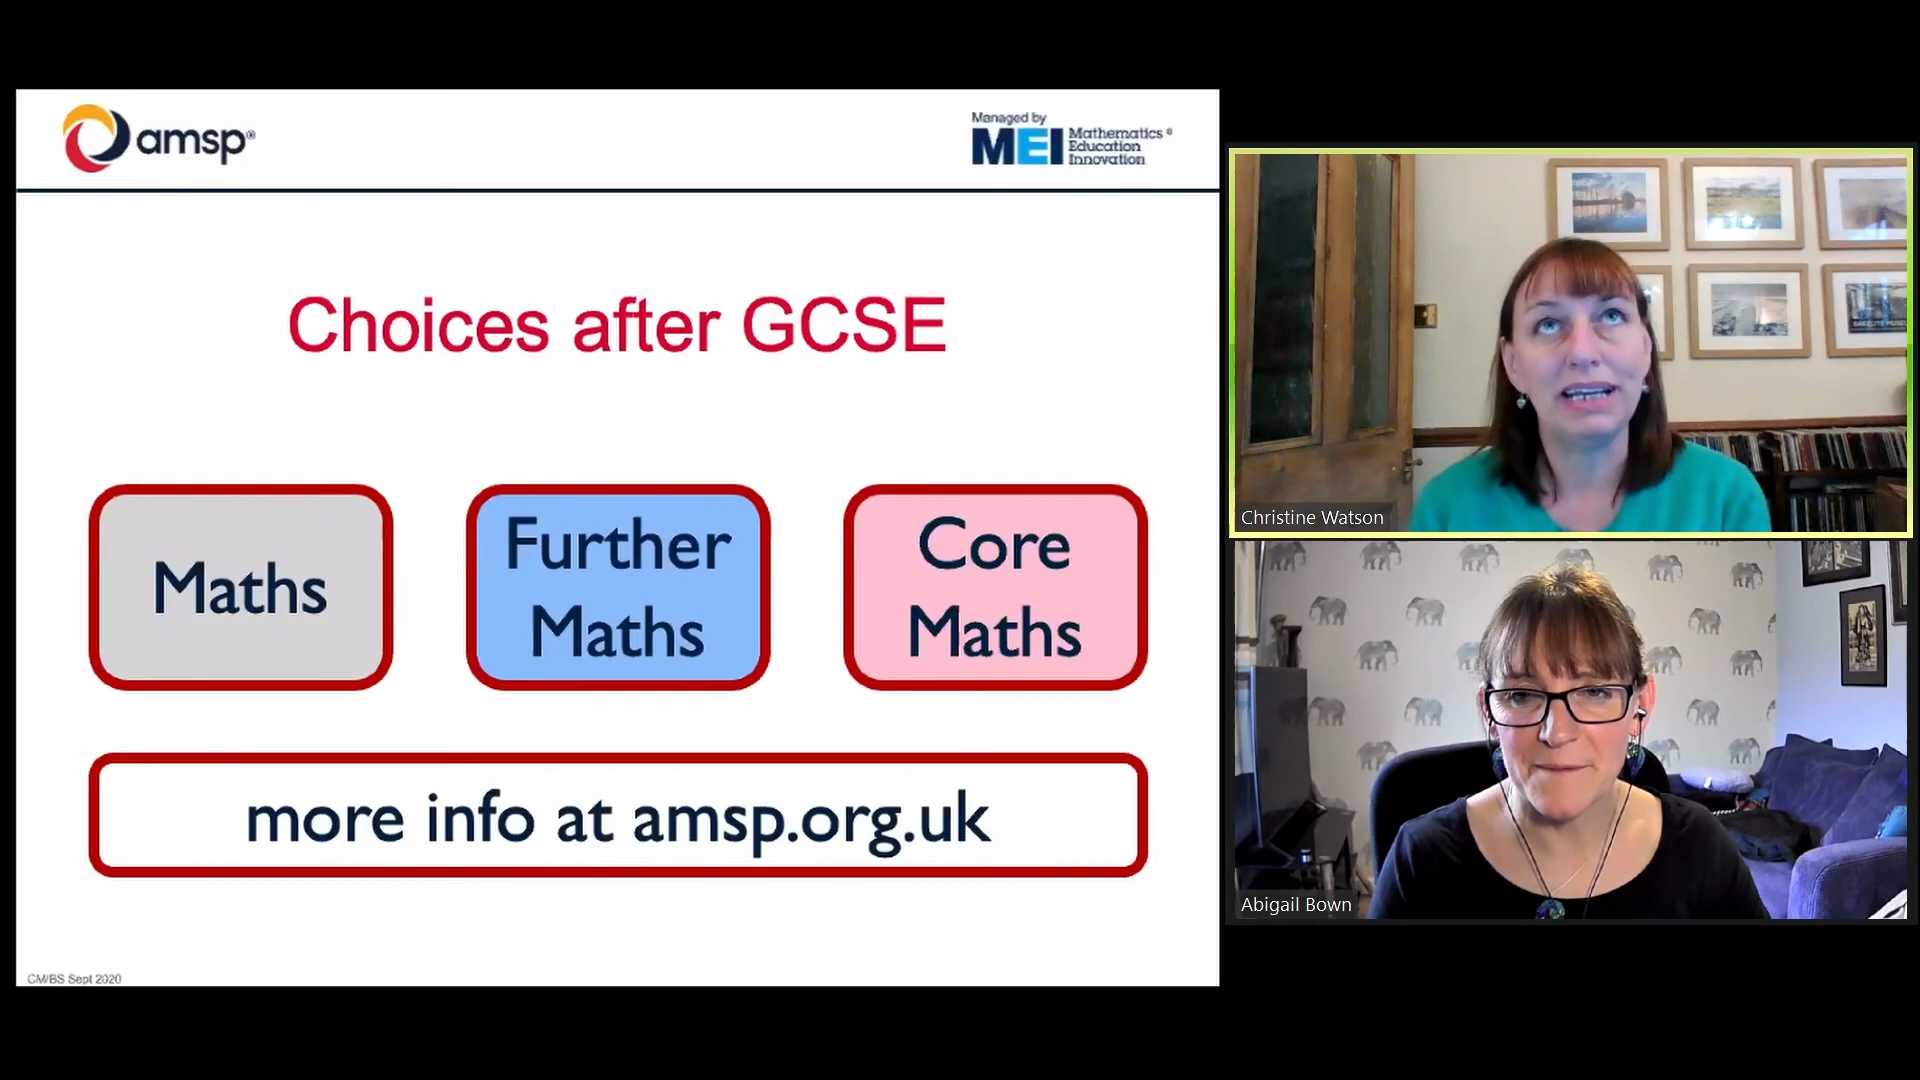 amsp®
Managed by
MEI
Mathematics ®
Education
Innovation
Choices after GCSE
Maths
Further
Maths
Core
Maths
more info at amsp.org.uk
CM/BS Sept 2020
Christine Watson
Abigail Bown